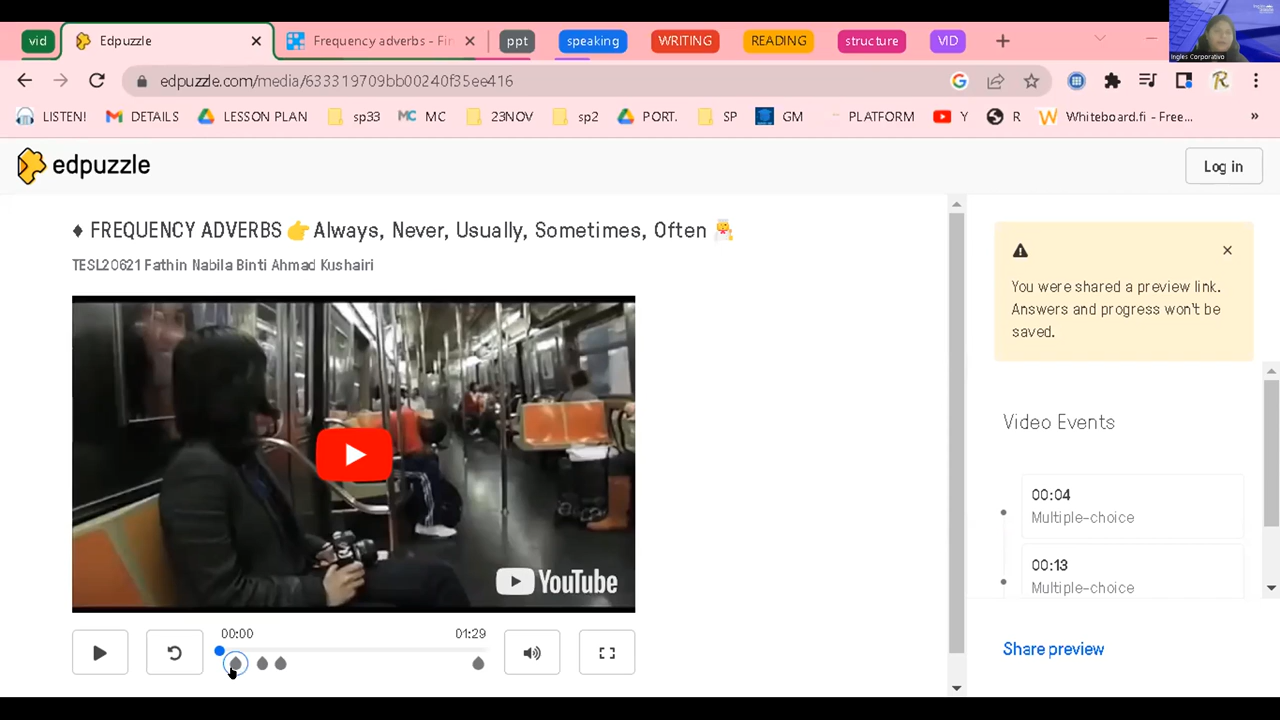 vid
Edpuzzle
Frequency adverbs - Fi
ppt
speaking
WRITING
READING
structure
VID
Ingles Corporativo
edpuzzle.com/media/633319709bb00240f35ee416
LISTEN!
DETAILS
LESSON PLAN
sp33
MC
MC
23NOV
sp2
PORT.
SP
GM
PLATFORM
Y
R
Whiteboard.fi - Free...
edpuzzle
Log in
♦ FREQUENCY ADVERBS 👉 Always, Never, Usually, Sometimes, Often
TESL20621 Fathin Nabila Binti Ahmad Kushairi
YouTube
00:00
01:29
You were shared a preview link.
Answers and progress won't be
saved.
Video Events
00:04
Multiple-choice
00:13
Multiple-choice
Share preview